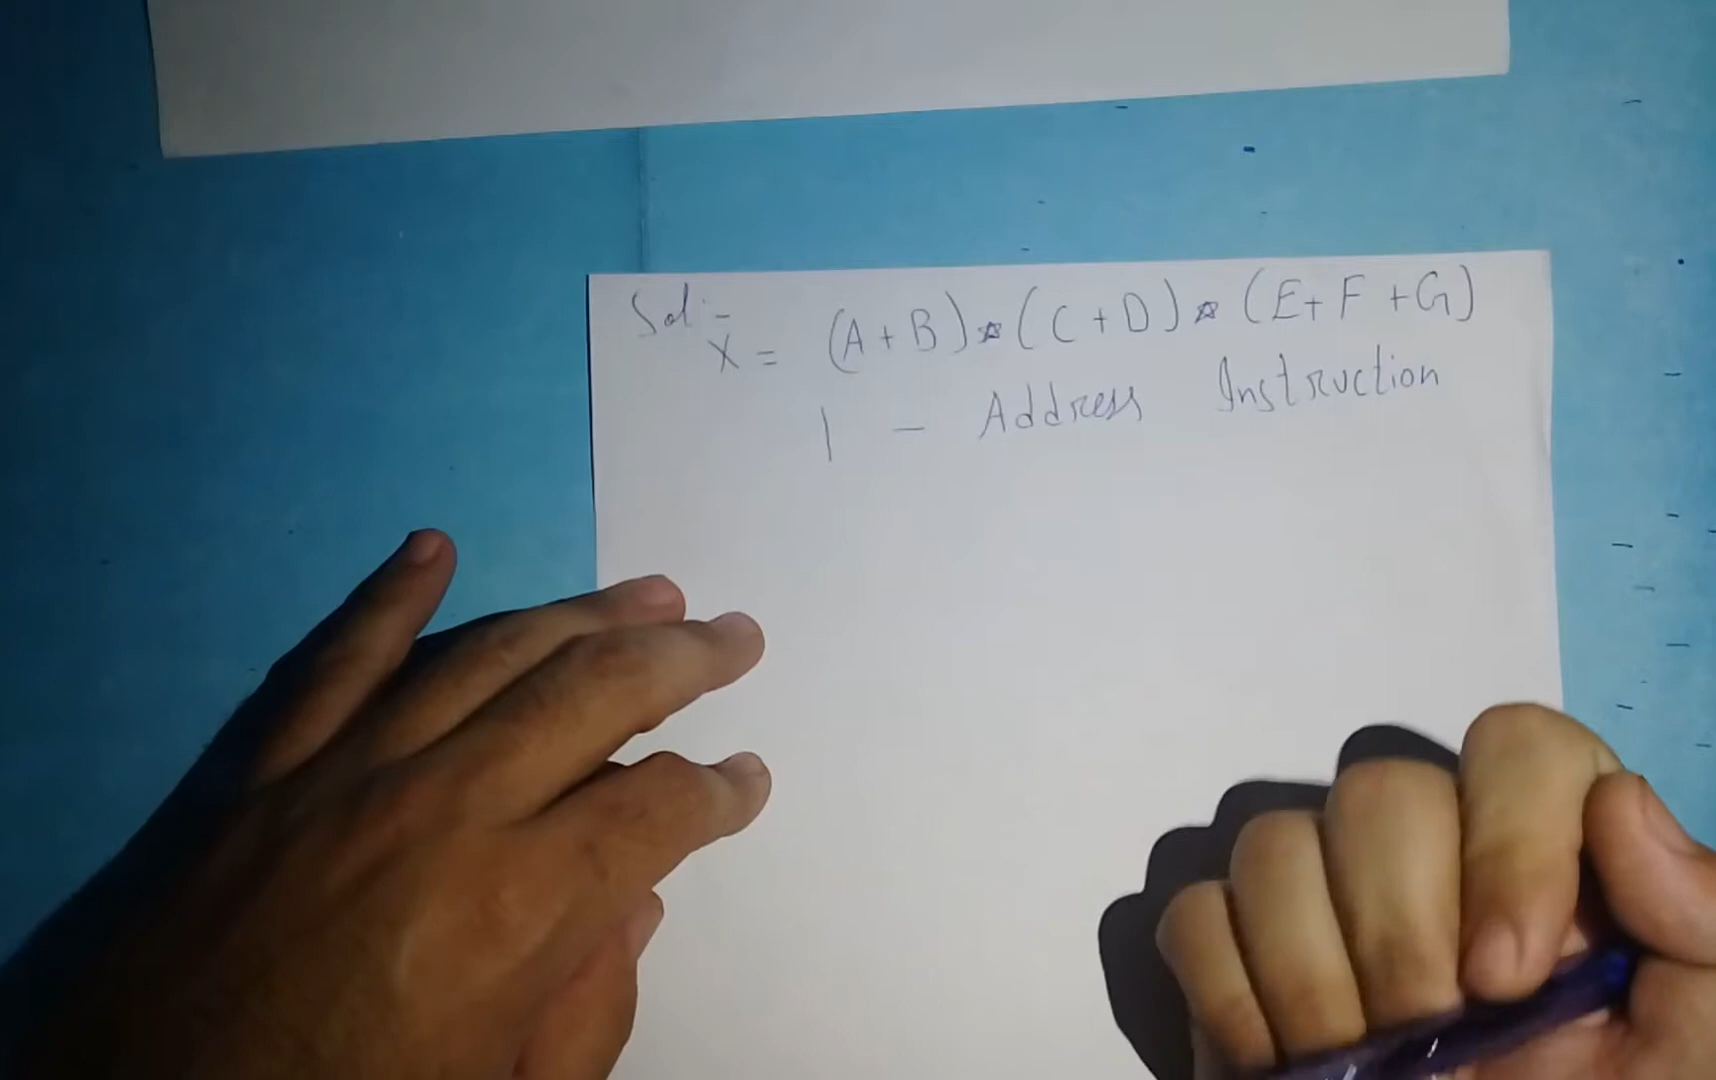 Sol:-
X = (A + B) * (C + D) * (E + F + G)
1 - Address Instruction